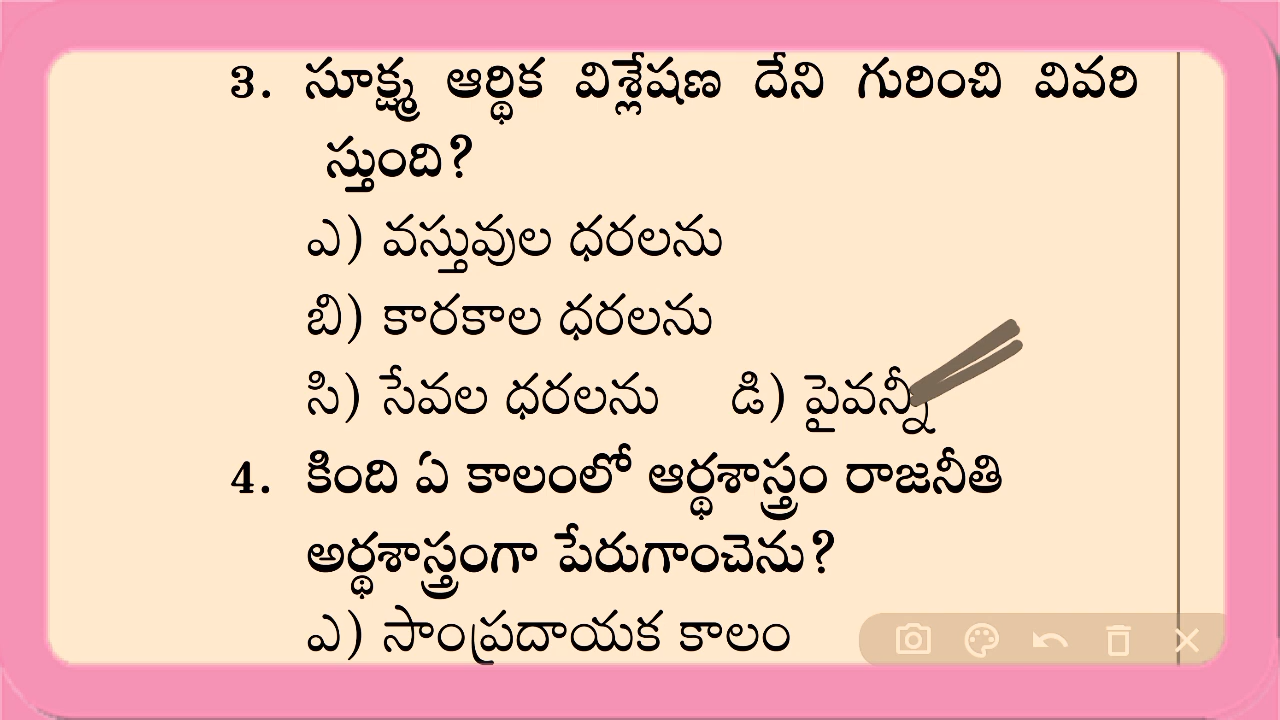 3. సూక్ష్మ ఆర్థిక విశ్లేషణ దేని గురించి వివరి
స్తుంది?
ఎ) వస్తువుల ధరలను
బి) కారకాల ధరలను
సి) సేవల ధరలను డి) పైవన్నీ
4. కింది ఏ కాలంలో ఆర్థశాస్త్రం రాజనీతి
అర్థశాస్త్రంగా పేరుగాంచెను?
ఎ) సాంప్రదాయక కాలం